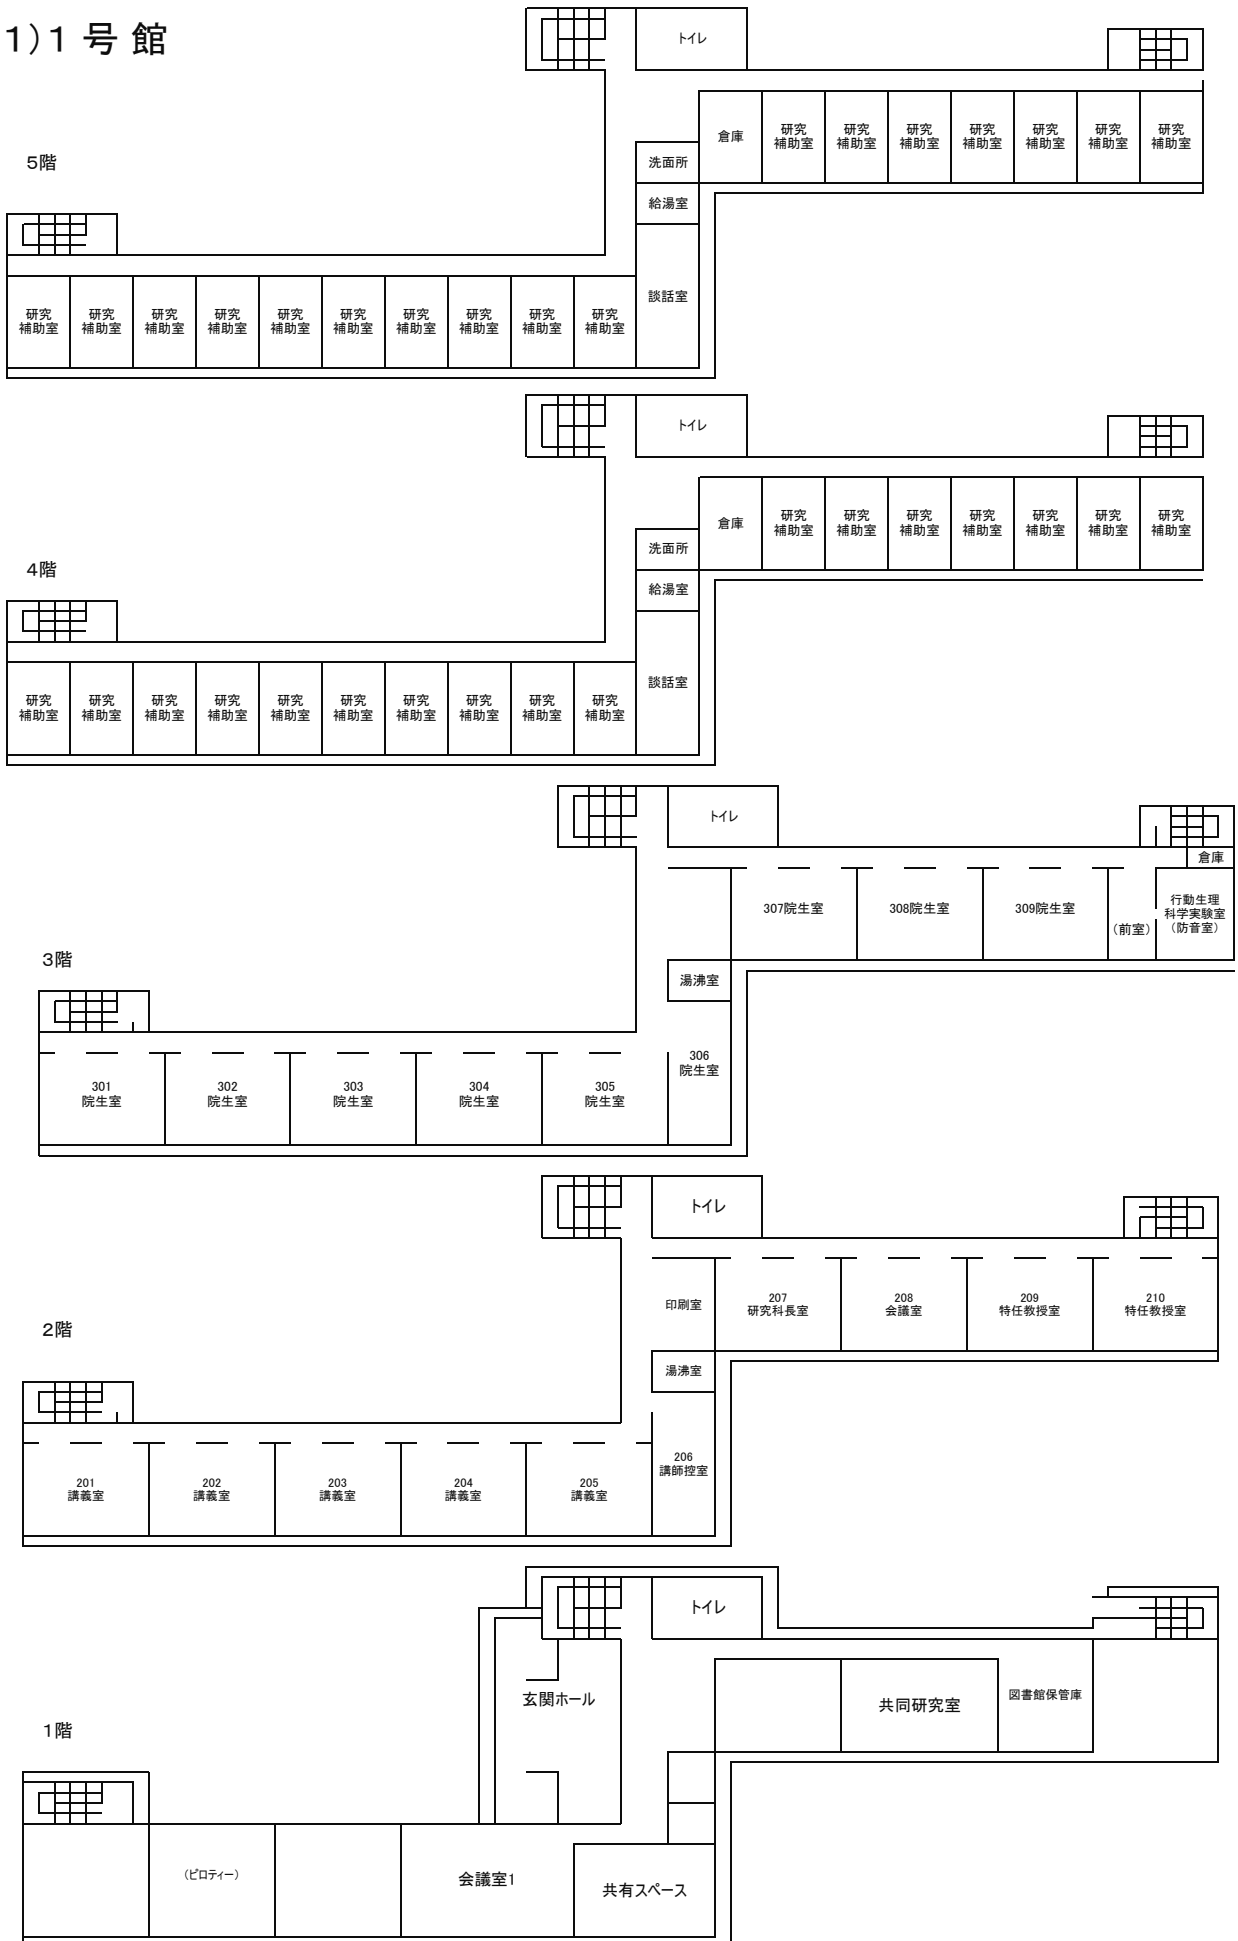 1)1 号 館
5階
トイレ
倉庫
研究
補助室
研究
補助室
研究
補助室
研究
補助室
研究
補助室
研究
補助室
研究
補助室
洗面所
給湯室
談話室
研究
補助室
研究
補助室
研究
補助室
研究
補助室
研究
補助室
研究
補助室
研究
補助室
研究
補助室
研究
補助室
研究
補助室
4階
トイレ
倉庫
研究
補助室
研究
補助室
研究
補助室
研究
補助室
研究
補助室
研究
補助室
研究
補助室
洗面所
給湯室
談話室
研究
補助室
研究
補助室
研究
補助室
研究
補助室
研究
補助室
研究
補助室
研究
補助室
研究
補助室
研究
補助室
研究
補助室
3階
トイレ
倉庫
307院生室
308院生室
309院生室
(前室)
行動生理
科学実験室
(防音室)
湯沸室
301
院生室
302
院生室
303
院生室
304
院生室
305
院生室
306
院生室
2階
トイレ
印刷室
207
研究科長室
208
会議室
209
特任教授室
210
特任教授室
湯沸室
201
講義室
202
講義室
203
講義室
204
講義室
205
講義室
206
講師控室
1階
トイレ
玄関ホール
共同研究室
図書館保管庫
(ピロティー)
会議室1
共有スペース